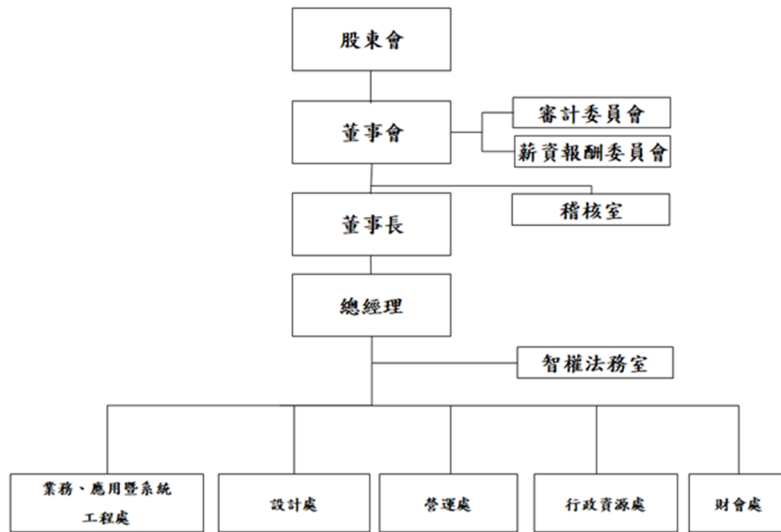 股東會
董事會
審計委員會
薪資報酬委員會
稽核室
董事長
總經理
智權法務室
業務、應用暨系統
工程處
設計處
營運處
行政資源處
財會處